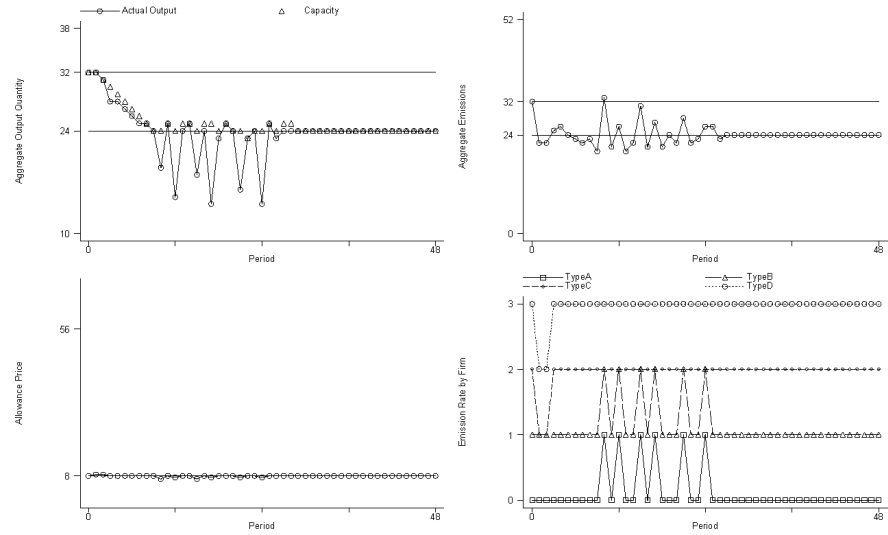 Actual Output Capacity
38
32
24
10
Aggregate Output Quantity
0 48
Period
52
32
24
0
Aggregate Emissions
0 48
Period
56
8
Allowance Price
0 48
Period
TypeA TypeB
TypeC TypeD
3
2
1
0
Emission Rate by Firm
0 48
Period